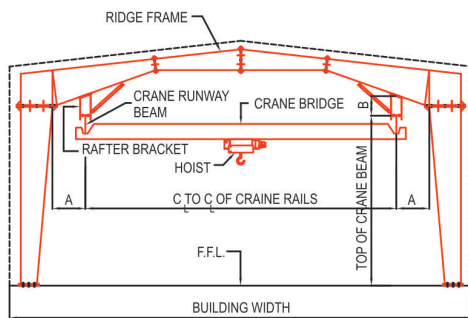 RIDGE FRAME
CRANE RUNWAY
BEAM
CRANE BRIDGE
B
RAFTER BRACKET
HOIST
A
C L TO C L OF CRAINE RAILS
A
TOP OF CRANE BEAM
F.F.L.
BUILDING WIDTH